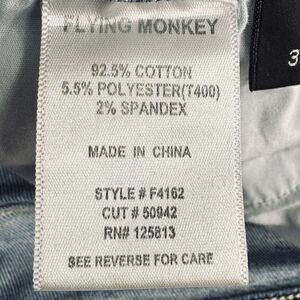 FLYING MONKEY
92.5% COTTON
5.5% POLYESTER(T400)
2% SPANDEX
MADE IN CHINA
STYLE # F4162
CUT # 50942
RN# 125813
SEE REVERSE FOR CARE
3